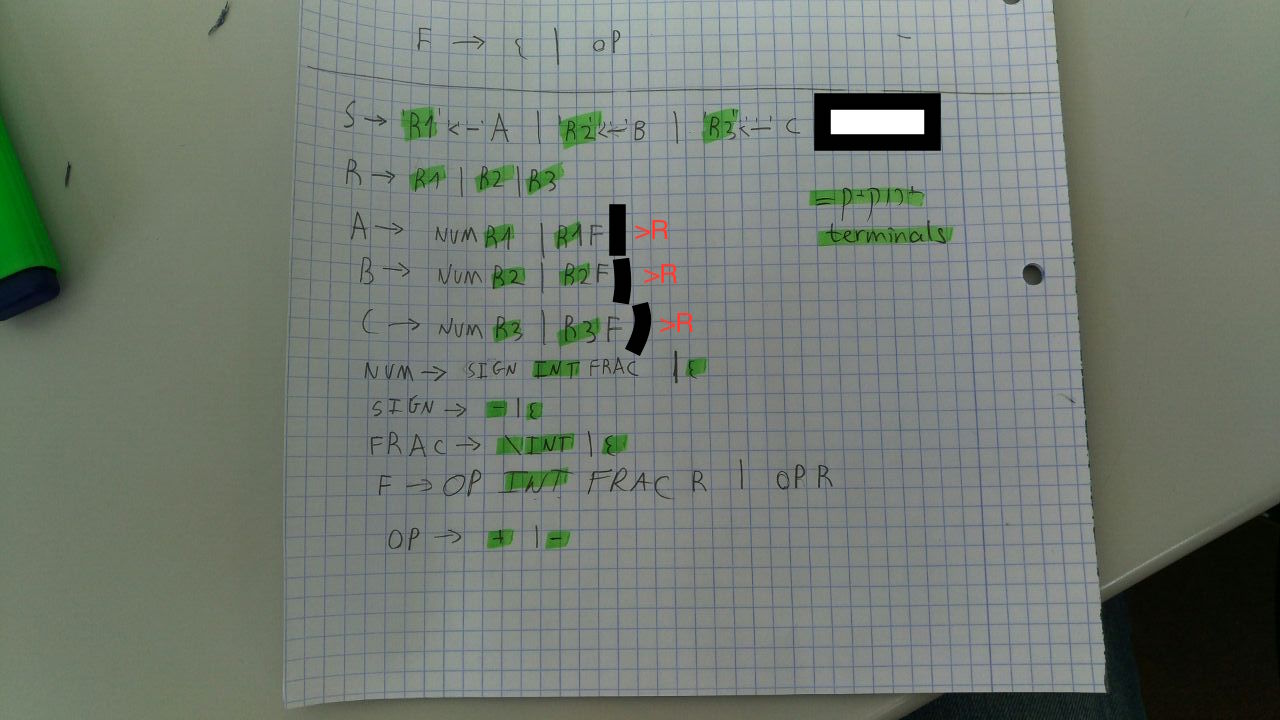 F → ε | OP
S → 'R1' '<-' A | 'R2' '<-' B | 'R3' '<-' C
R → R1 | R2 | R3
terminals
A → NUM R1 | R1 F >R
B → NUM R2 | R2 F >R
C → NUM R3 | R3 F >R
NUM → SIGN INT FRAC | ε
SIGN → - | ε
FRAC → \INT | ε
F → OP INT FRAC R | OP R
OP → + | -